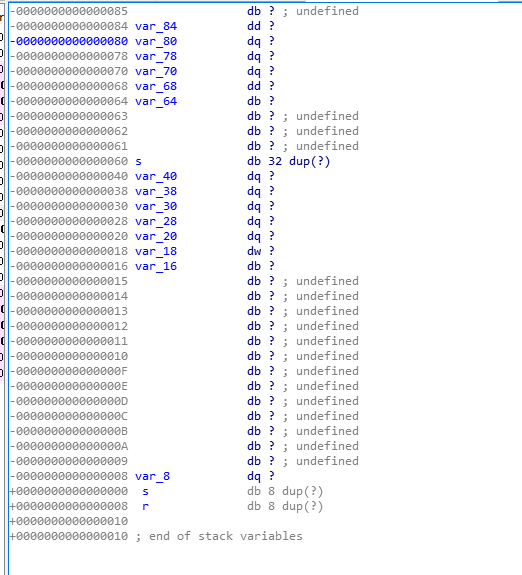 -0000000000000085 db ? ; undefined
-0000000000000084 var_84 dd ?
-0000000000000080 var_80 dq ?
-0000000000000078 var_78 dq ?
-0000000000000070 var_70 dq ?
-0000000000000068 var_68 dd ?
-0000000000000064 var_64 db ?
-0000000000000063 db ? ; undefined
-0000000000000062 db ? ; undefined
-0000000000000061 db ? ; undefined
-0000000000000060 s db 32 dup(?)
-0000000000000040 var_40 dq ?
-0000000000000038 var_38 dq ?
-0000000000000030 var_30 dq ?
-0000000000000028 var_28 dq ?
-0000000000000020 var_20 dq ?
-0000000000000018 var_18 dw ?
-0000000000000016 var_16 db ?
-0000000000000015 db ? ; undefined
-0000000000000014 db ? ; undefined
-0000000000000013 db ? ; undefined
-0000000000000012 db ? ; undefined
-0000000000000011 db ? ; undefined
-0000000000000010 db ? ; undefined
-000000000000000F db ? ; undefined
-000000000000000E db ? ; undefined
-000000000000000D db ? ; undefined
-000000000000000C db ? ; undefined
-000000000000000B db ? ; undefined
-000000000000000A db ? ; undefined
-0000000000000009 db ? ; undefined
-0000000000000008 var_8 dq ?
+0000000000000000 s db 8 dup(?)
+0000000000000008 r db 8 dup(?)
+0000000000000010
+0000000000000010 ; end of stack variables